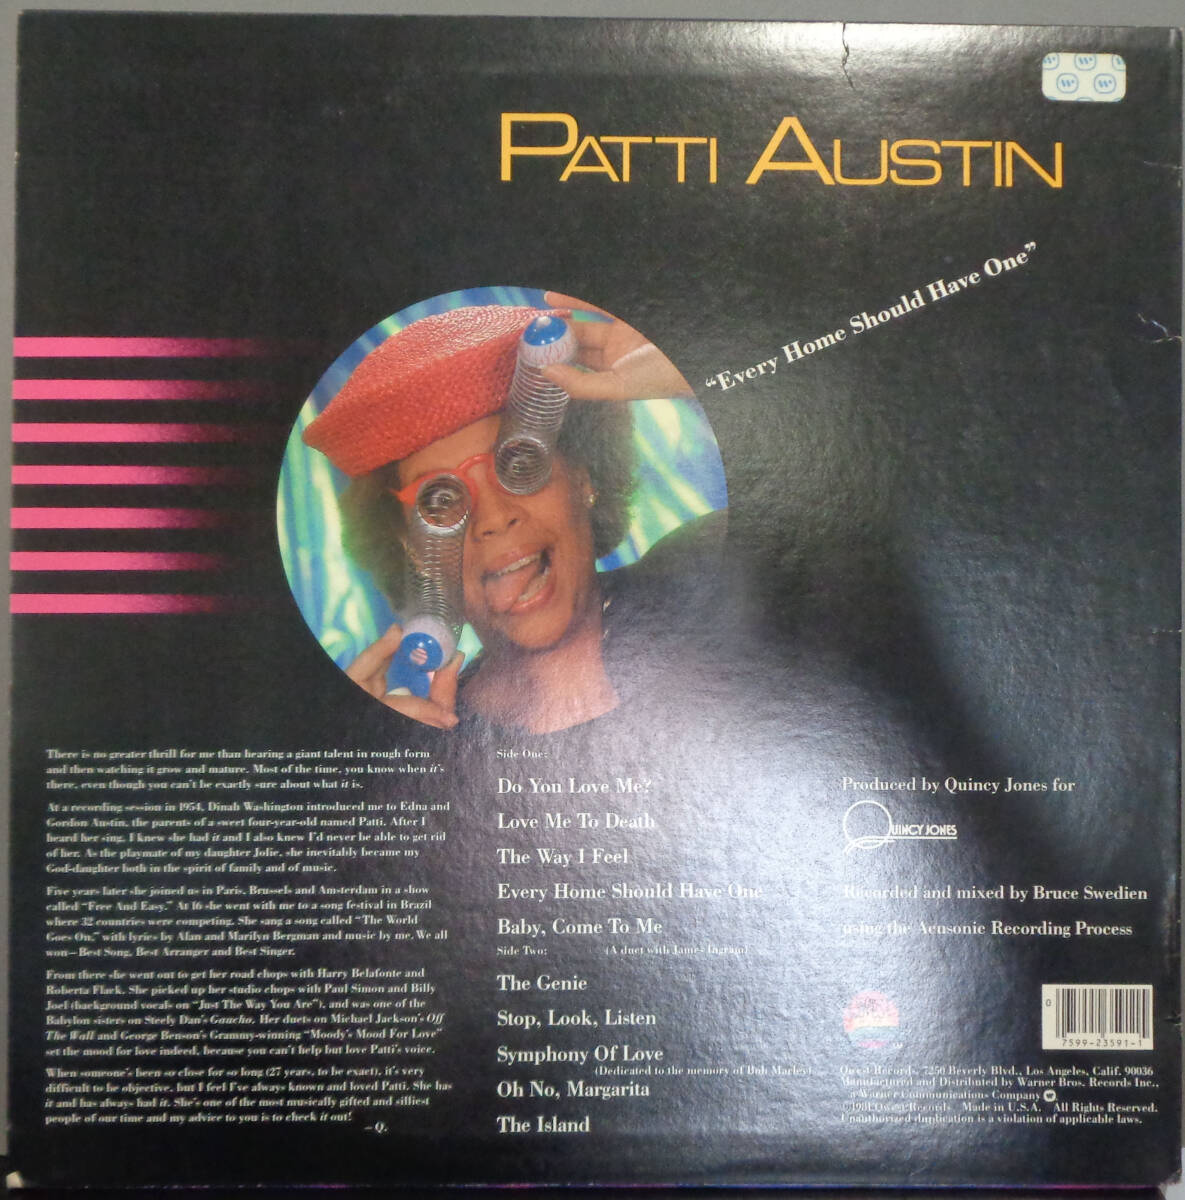 PATTI AUSTIN
“Every Home Should Have One”
There is no greater thrill for me than hearing a giant talent in rough form
and then watching it grow and mature. Most of the time, you know when it's
there, even though you can't be exactly sure about what it is.
At a recording session in 1954, Dinah Washington introduced me to Edna and
Gordon Austin, the parents of a sweet four-year-old named Patti. After I
heard her sing, I knew she had it and I also knew I'd never be able to get rid
of her. As the playmate of my daughter Jolie, she inevitably became my
God-daughter both in the spirit of family and of music.
Five years later she joined us in Paris, Brussels and Amsterdam in a show
called “Free And Easy.” At 16 she went with me to a song festival in Brazil
where 32 countries were competing. She sang a song called “The World
Goes On,” with lyrics by Alan and Marilyn Bergman and music by me. We all
won—Best Song, Best Arranger and Best Singer.
From there she went out to get her road chops with Harry Belafonte and
Roberta Flack. She picked up her studio chops with Paul Simon and Billy
Joel (background vocals on “Just The Way You Are”), and was one of the
Babylon sisters on Steely Dan's Gaucho. Her duets on Michael Jackson's Off
The Wall and George Benson's Grammy-winning “Moody's Mood For Love”
set the mood for love indeed, because you can't help but love Patti's voice.
When someone's been so close for so long (27 years, to be exact), it's very
difficult to be objective, but I feel I've always known and loved Patti. She has
it and has always had it. She's one of the most musically gifted and silliest
people of our time and my advice to you is to check it out!
—Q.
Side One:
Do You Love Me?
Love Me To Death
The Way I Feel
Every Home Should Have One
Baby, Come To Me
Side Two: (A duet with James Ingram)
The Genie
Stop, Look, Listen
Symphony Of Love
(Dedicated to the memory of Bob Marley)
Oh No, Margarita
The Island
Produced by Quincy Jones for
QUINCY JONES
Recorded and mixed by Bruce Swedien
using the Acusonic Recording Process
0
7599-23591-1
Qwest Records, 7250 Beverly Blvd., Los Angeles, Calif. 90036
Manufactured and Distributed by Warner Bros. Records Inc.,
a Warner Communications Company
©1981 Qwest Records Made in U.S.A. All Rights Reserved.
Unauthorized duplication is a violation of applicable laws.